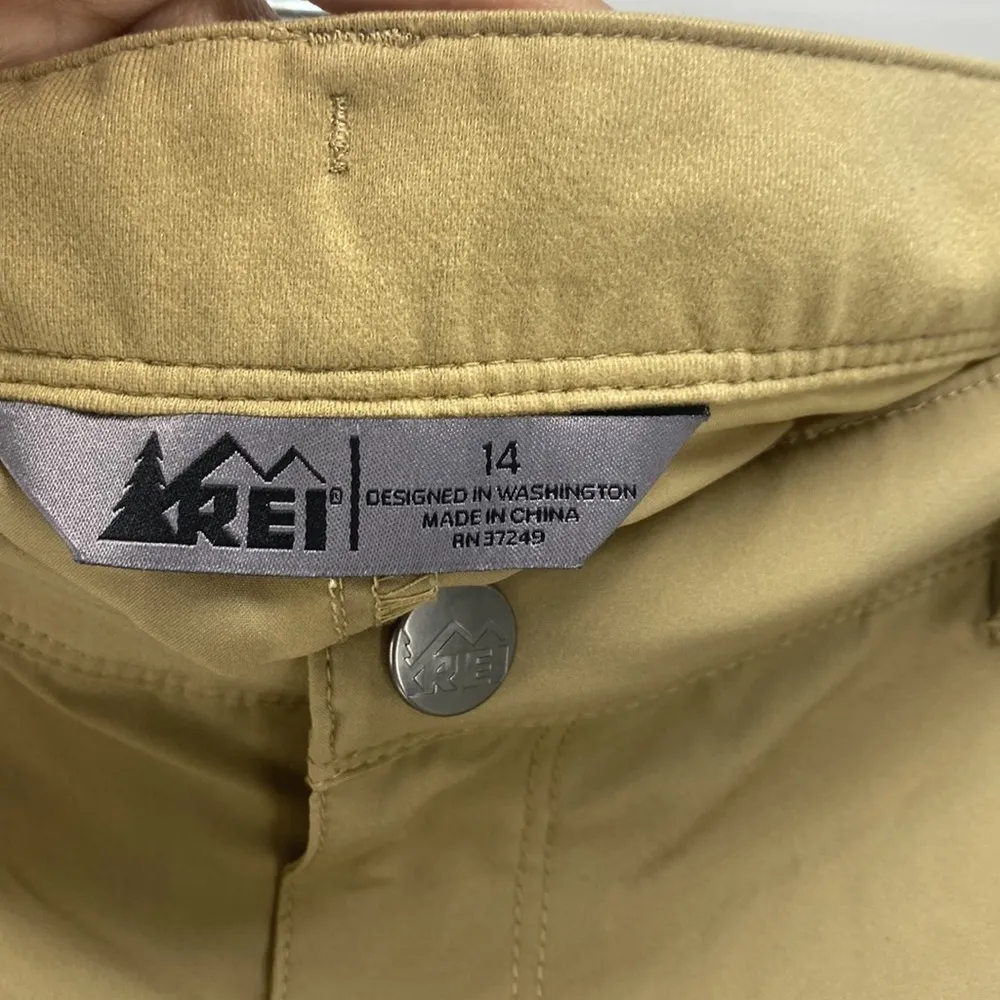 REI®
14
DESIGNED IN WASHINGTON
MADE IN CHINA
RN 37249
REI